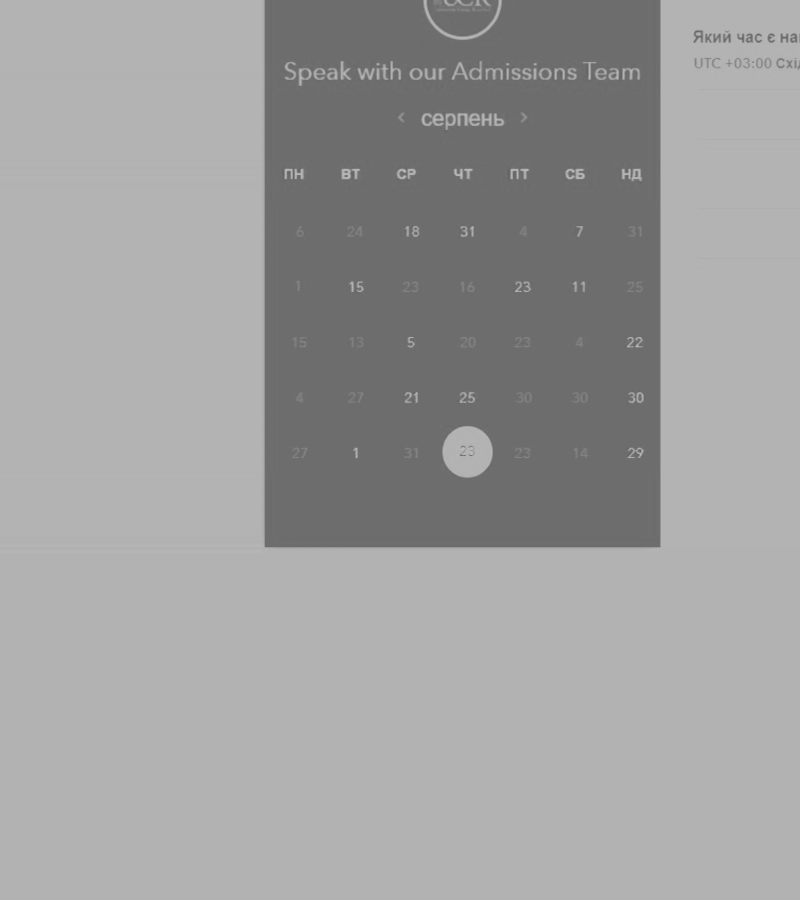 UCK
Speak with our Admissions Team
Який час є на
UTC +03:00 Схід
‹ серпень ›
ПН ВТ СР ЧТ ПТ СБ НД
6 24 18 31 4 7 31
1 15 23 16 23 11 25
15 13 5 20 23 4 22
4 27 21 25 30 30 30
27 1 31 23 23 14 29